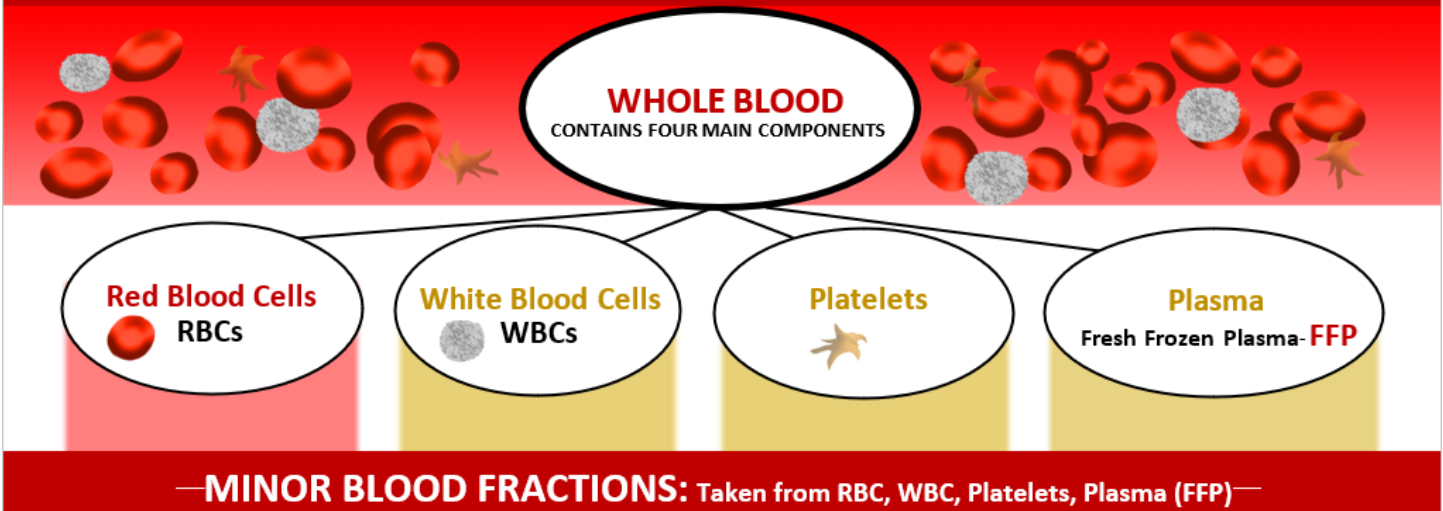 WHOLE BLOOD
CONTAINS FOUR MAIN COMPONENTS
Red Blood Cells
RBCs
White Blood Cells
WBCs
Platelets
Plasma
Fresh Frozen Plasma- FFP
—MINOR BLOOD FRACTIONS: Taken from RBC, WBC, Platelets, Plasma (FFP)—